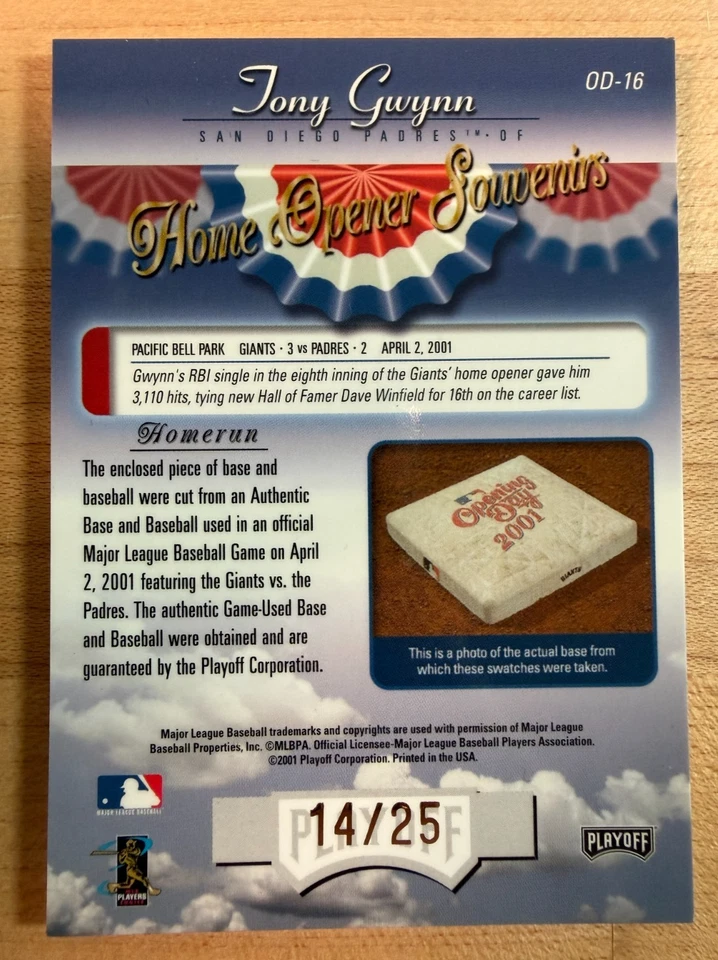 Tony Gwynn
OD-16
SAN DIEGO PADRES™ · OF
Home Opener Souvenirs
PACIFIC BELL PARK GIANTS · 3 vs PADRES · 2 APRIL 2, 2001
Gwynn's RBI single in the eighth inning of the Giants' home opener gave him
3,110 hits, tying new Hall of Famer Dave Winfield for 16th on the career list.
Homerun
The enclosed piece of base and
baseball were cut from an Authentic
Base and Baseball used in an official
Major League Baseball Game on April
2, 2001 featuring the Giants vs. the
Padres. The authentic Game-Used Base
and Baseball were obtained and are
guaranteed by the Playoff Corporation.
Opening
Day
2001
GIANTS
This is a photo of the actual base from
which these swatches were taken.
Major League Baseball trademarks and copyrights are used with permission of Major League
Baseball Properties, Inc. ©MLBPA. Official Licensee-Major League Baseball Players Association.
©2001 Playoff Corporation. Printed in the USA.
MAJOR LEAGUE BASEBALL
PLAYOFF
14/25
PLAYOFF
MLB
PLAYERS
CHOICE